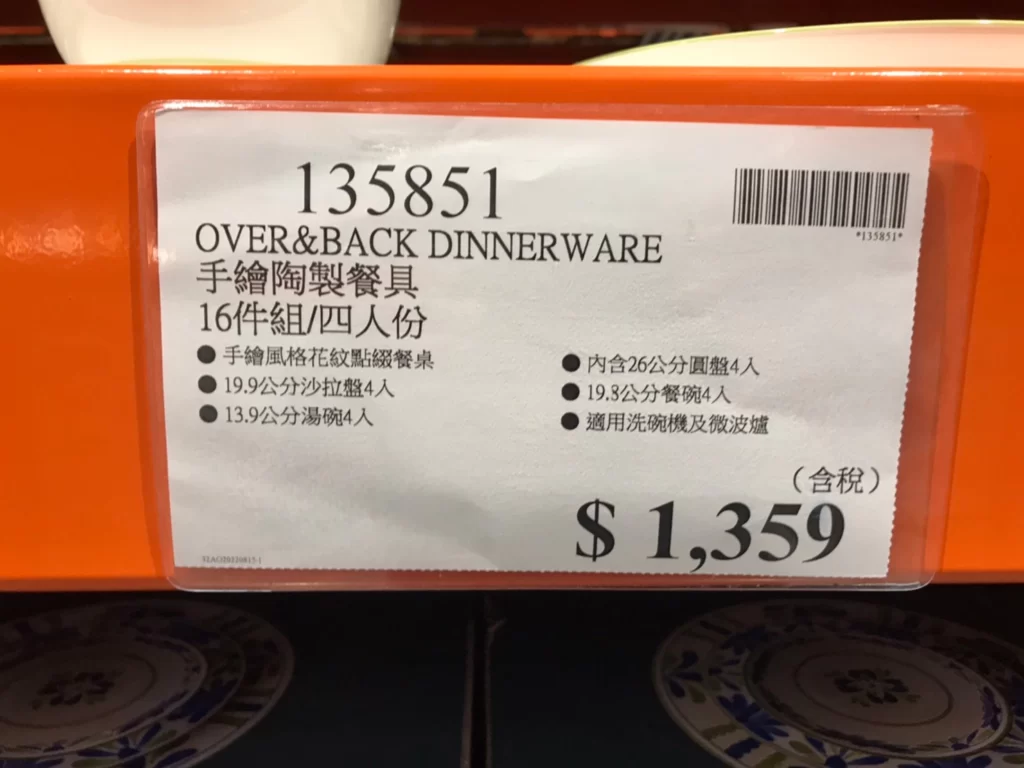 135851
*135851*
OVER&BACK DINNERWARE
手繪陶製餐具
16件組/四人份
● 手繪風格花紋點綴餐桌
● 內含26公分圓盤4入
● 19.9公分沙拉盤4入
● 19.8公分餐碗4入
● 13.9公分湯碗4入
● 適用洗碗機及微波爐
（含稅）
$ 1,359